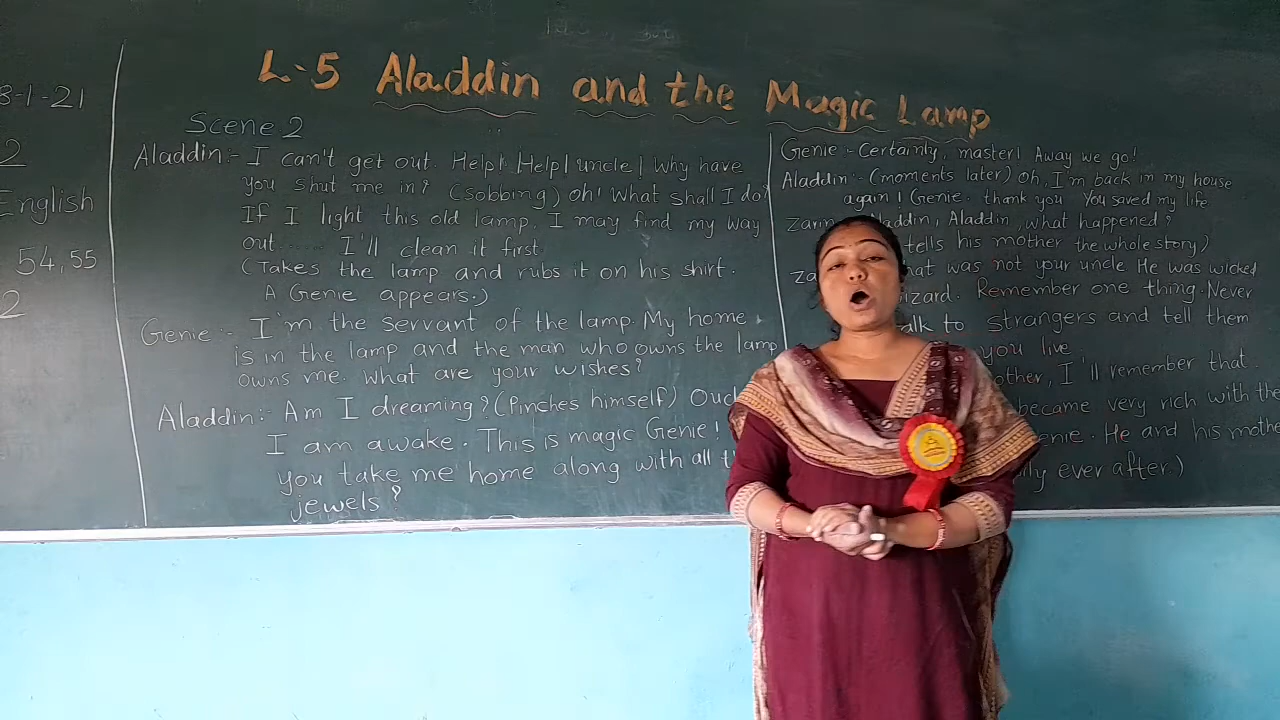 8-1-21
2
English
54,55
2
L-5 Aladdin and the Magic Lamp
Scene 2
Aladdin:- I can't get out. Help! Help! uncle! Why have
you shut me in? (Sobbing) Oh! What shall I do?
If I light this old lamp, I may find my way
out..... I'll clean it first.
(Takes the lamp and rubs it on his shirt.
A Genie appears.)
Genie:- I'm the servant of the lamp. My home
is in the lamp and the man who owns the lamp
owns me. What are your wishes?
Aladdin:- Am I dreaming? (Pinches himself)
I am awake. This is magic Genie!
you take me home along with all
jewels?
Genie:- Certainly, master! Away we go!
Aladdin:- (moments later) Oh, I'm back in my house
again! Genie. thank you You saved my life
Aladdin, Aladdin, what happened?
tells his mother the whole story)
was not your uncle He was wicked
Remember one thing. Never
to strangers and tell them
you live
I'll remember that.
became very rich with the
He and his
ever after.)